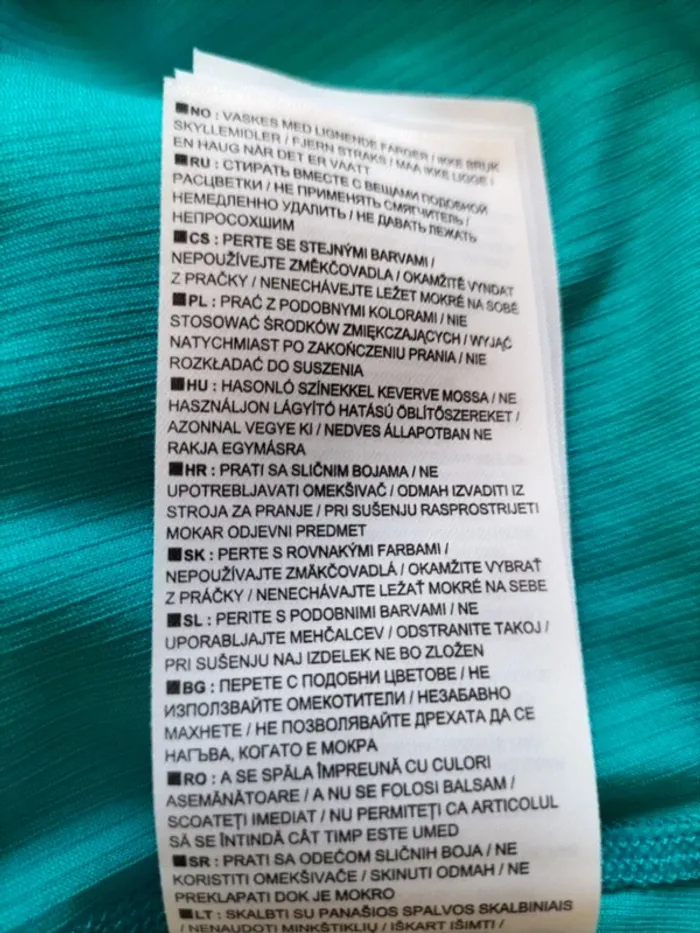 ■NO : VASKES MED LIGNENDE FARGER / IKKE BRUK
SKYLLEMIDLER / FJERN STRAKS / MAA IKKE LIGGE /
EN HAUG NÅR DET ER VAATT
■RU : СТИРАТЬ ВМЕСТЕ С ВЕЩАМИ ПОДОБНОЙ
РАСЦВЕТКИ / НЕ ПРИМЕНЯТЬ СМЯГЧИТЕЛЬ /
НЕМЕДЛЕННО УДАЛИТЬ / НЕ ДАВАТЬ ЛЕЖАТЬ
НЕПРОСОХШИМ
■CS : PERTE SE STEJNÝMI BARVAMI /
NEPOUŽÍVEJTE ZMĚKČOVADLA / OKAMŽITĚ VYNDAT
Z PRAČKY / NENECHÁVEJTE LEŽET MOKRÉ NA SOBĚ
■PL : PRAĆ Z PODOBNYMI KOLORAMI / NIE
STOSOWAĆ ŚRODKÓW ZMIĘKCZAJĄCYCH / WYJĄĆ
NATYCHMIAST PO ZAKOŃCZENIU PRANIA / NIE
ROZKŁADAĆ DO SUSZENIA
■HU : HASONLÓ SZÍNEKKEL KEVERVE MOSSA / NE
HASZNÁLJON LÁGYÍTÓ HATÁSÚ ÖBLÍTŐSZEREKET /
AZONNAL VEGYE KI / NEDVES ÁLLAPOTBAN NE
RAKJA EGYMÁSRA
■HR : PRATI SA SLIČNIM BOJAMA / NE
UPOTREBLJAVATI OMEKŠIVAČ / ODMAH IZVADITI IZ
STROJA ZA PRANJE / PRI SUŠENJU RASPROSTRIJETI
MOKAR ODJEVNI PREDMET
■SK : PERTE S ROVNAKÝMI FARBAMI /
NEPOUŽÍVAJTE ZMÄKČOVADLÁ / OKAMŽITE VYBRAŤ
Z PRÁČKY / NENECHÁVAJTE LEŽAŤ MOKRÉ NA SEBE
■SL : PERITE S PODOBNIMI BARVAMI / NE
UPORABLJAJTE MEHČALCEV / ODSTRANITE TAKOJ /
PRI SUŠENJU NAJ IZDELEK NE BO ZLOŽEN
■BG : ПЕРЕТЕ С ПОДОБНИ ЦВЕТОВЕ / НЕ
ИЗПОЛЗВАЙТЕ ОМЕКОТИТЕЛИ / НЕЗАБАВНО
МАХНЕТЕ / НЕ ПОЗВОЛЯВАЙТЕ ДРЕХАТА ДА СЕ
НАГЪВА, КОГАТО Е МОКРА
■RO : A SE SPĂLA ÎMPREUNĂ CU CULORI
ASEMĂNĂTOARE / A NU SE FOLOSI BALSAM /
SCOATEȚI IMEDIAT / NU PERMITEȚI CA ARTICOLUL
SĂ SE ÎNTINDĂ CÂT TIMP ESTE UMED
■SR : PRATI SA ODEĆOM SLIČNIH BOJA / NE
KORISTITI OMEKŠIVAČE / SKINUTI ODMAH / NE
PREKLAPATI DOK JE MOKRO
■LT : SKALBTI SU PANAŠIOS SPALVOS SKALBINIAIS
/ NENAUDOTI MINKŠTIKLIŲ / IŠKART IŠIMTI /